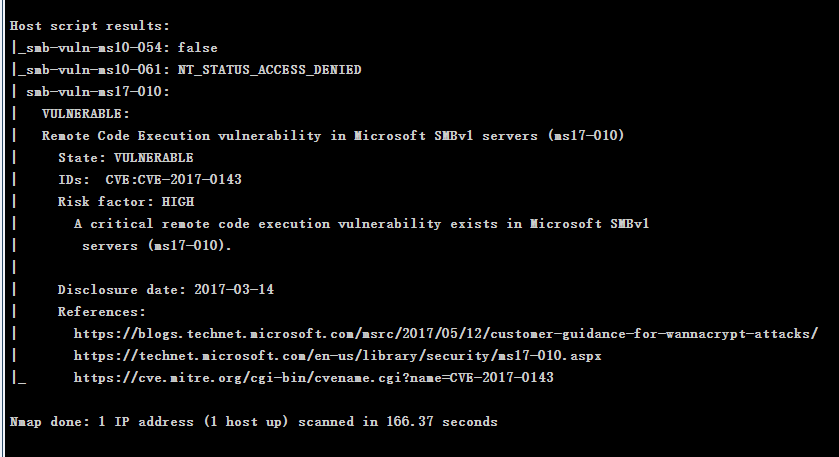 Host script results:
|_smb-vuln-ms10-054: false
|_smb-vuln-ms10-061: NT_STATUS_ACCESS_DENIED
| smb-vuln-ms17-010:
|   VULNERABLE:
|   Remote Code Execution vulnerability in Microsoft SMBv1 servers (ms17-010)
|     State: VULNERABLE
|     IDs:  CVE:CVE-2017-0143
|     Risk factor: HIGH
|       A critical remote code execution vulnerability exists in Microsoft SMBv1
|        servers (ms17-010).
|
|     Disclosure date: 2017-03-14
|     References:
|       https://blogs.technet.microsoft.com/msrc/2017/05/12/customer-guidance-for-wannacrypt-attacks/
|       https://technet.microsoft.com/en-us/library/security/ms17-010.aspx
|_      https://cve.mitre.org/cgi-bin/cvename.cgi?name=CVE-2017-0143
Nmap done: 1 IP address (1 host up) scanned in 166.37 seconds